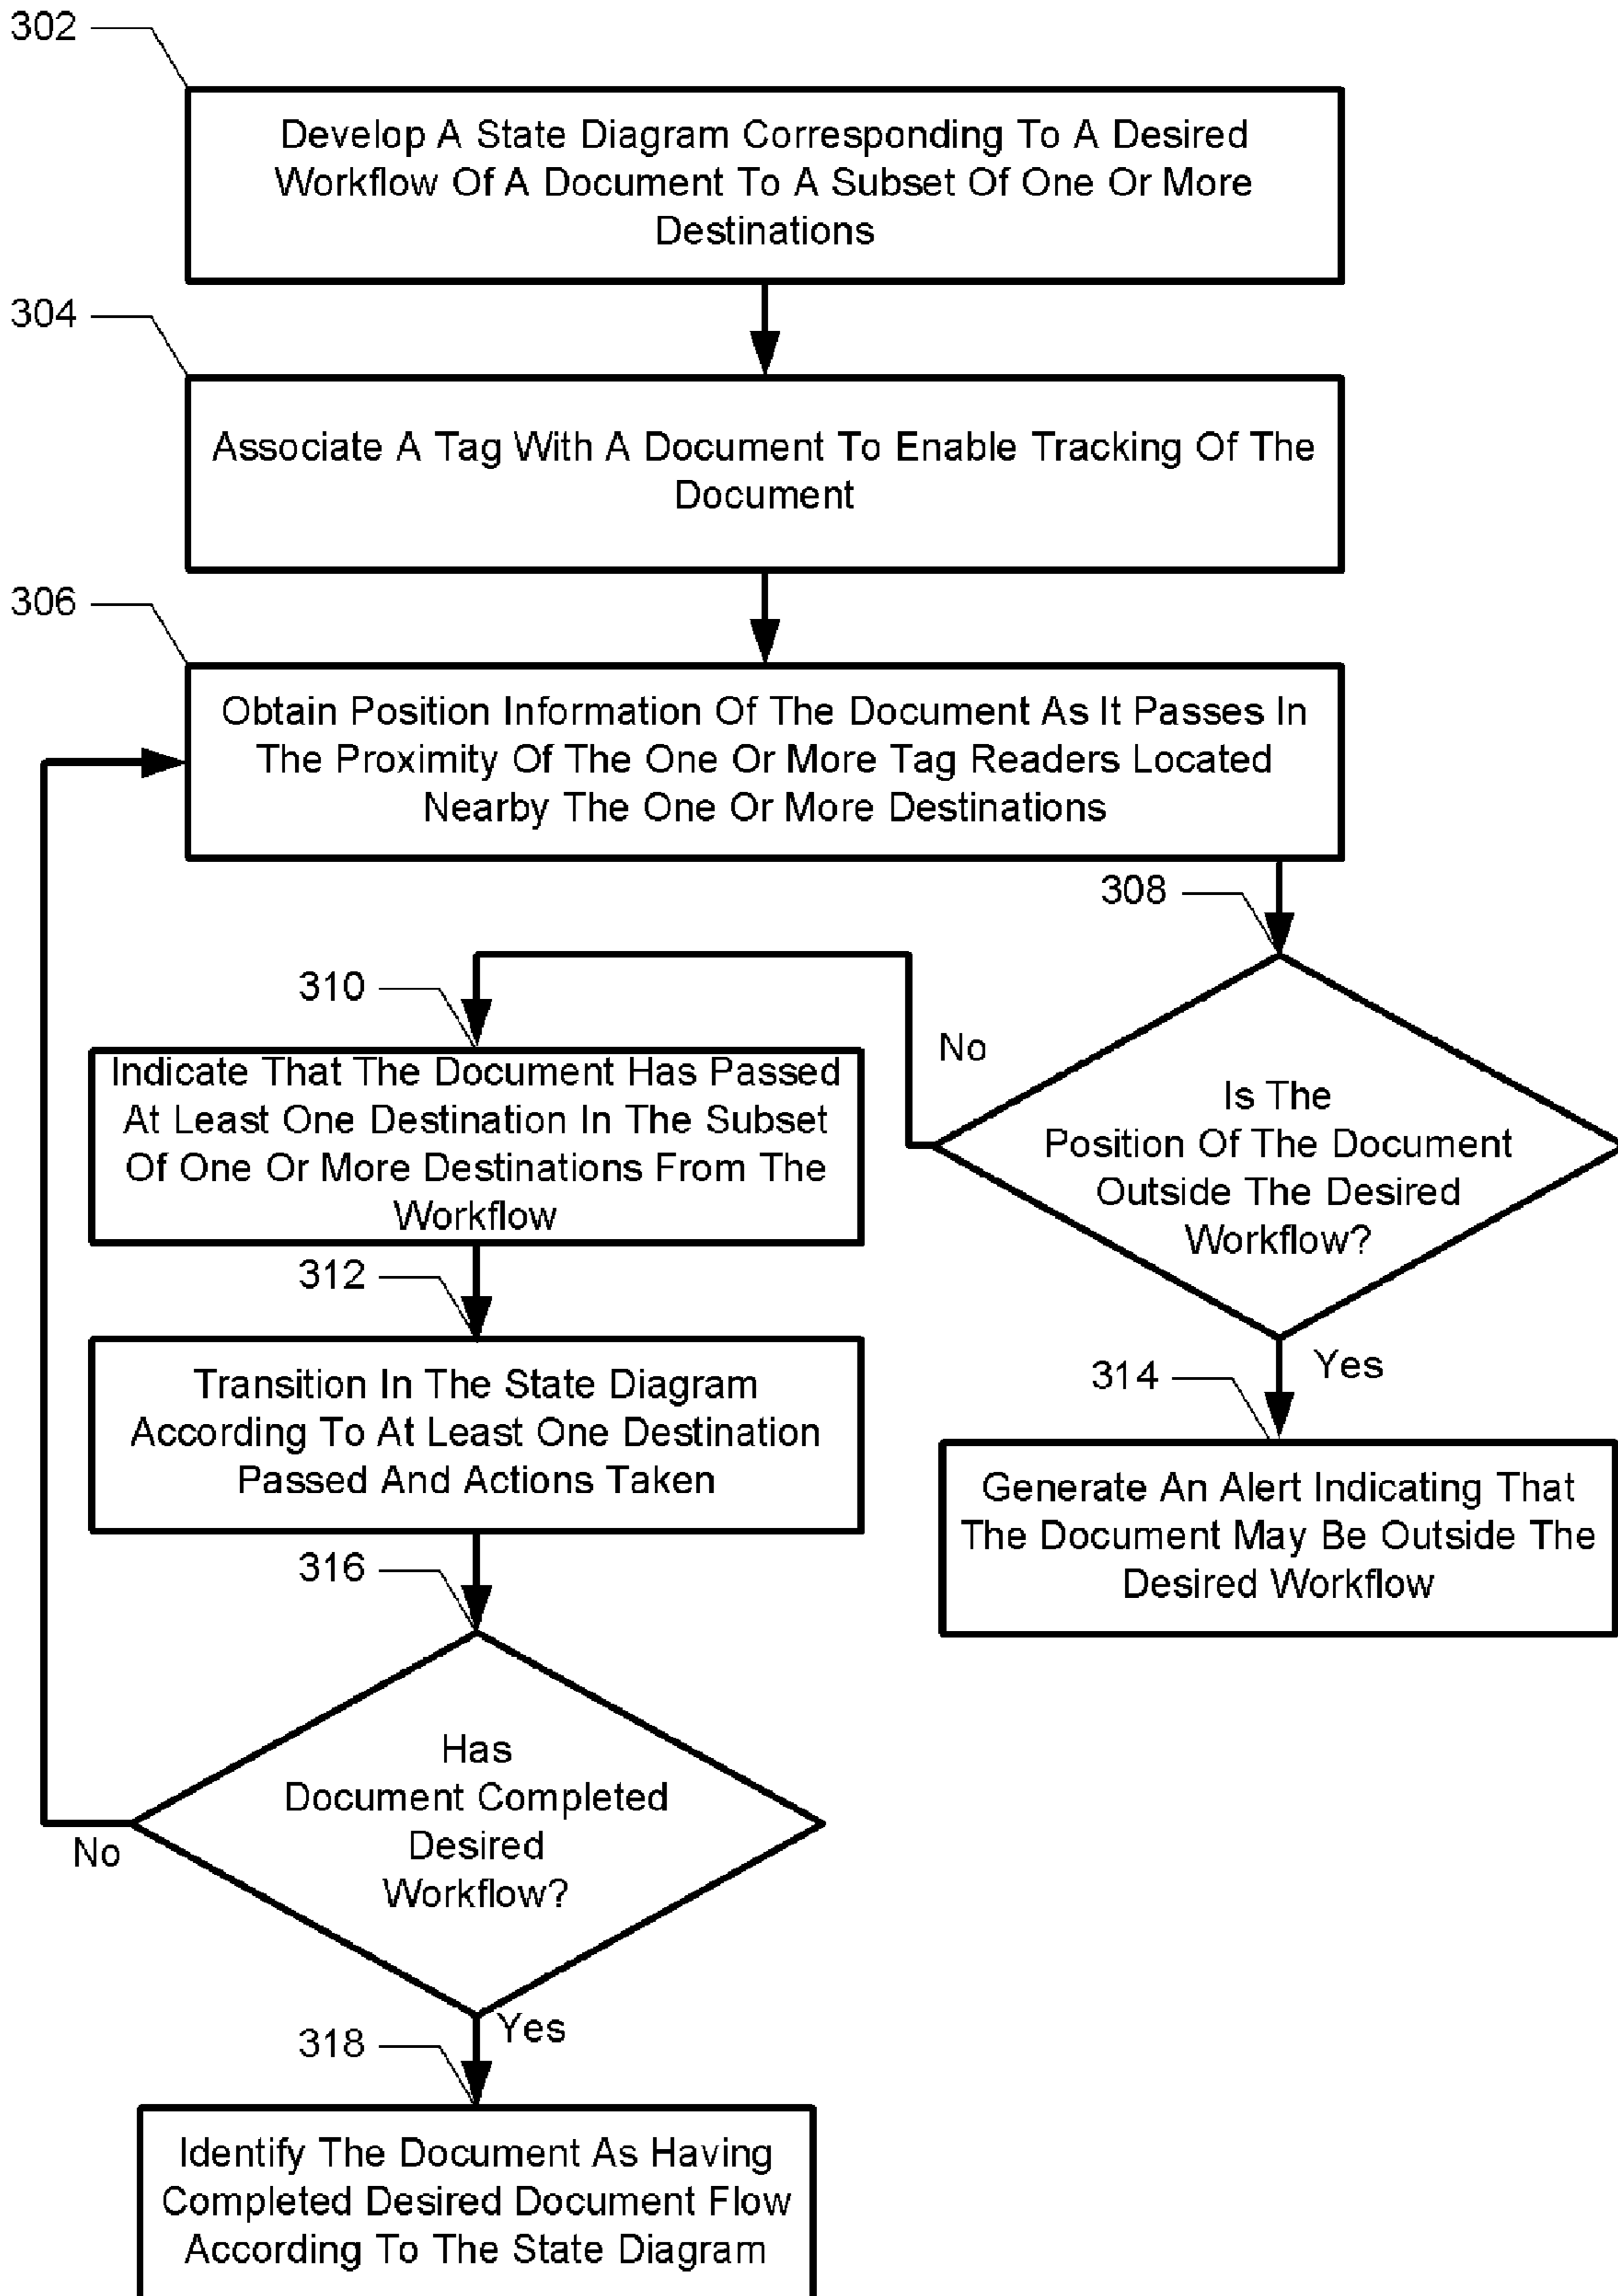 302
Develop A State Diagram Corresponding To A Desired
Workflow Of A Document To A Subset Of One Or More
Destinations
304
Associate A Tag With A Document To Enable Tracking Of The
Document
306
Obtain Position Information Of The Document As It Passes In
The Proximity Of The One Or More Tag Readers Located
Nearby The One Or More Destinations
308
Is The
Position Of The Document
Outside The Desired
Workflow?
No
310
Indicate That The Document Has Passed
At Least One Destination In The Subset
Of One Or More Destinations From The
Workflow
312
Transition In The State Diagram
According To At Least One Destination
Passed And Actions Taken
Yes
314
Generate An Alert Indicating That
The Document May Be Outside The
Desired Workflow
316
Has
Document Completed
Desired
Workflow?
No
Yes
318
Identify The Document As Having
Completed Desired Document Flow
According To The State Diagram